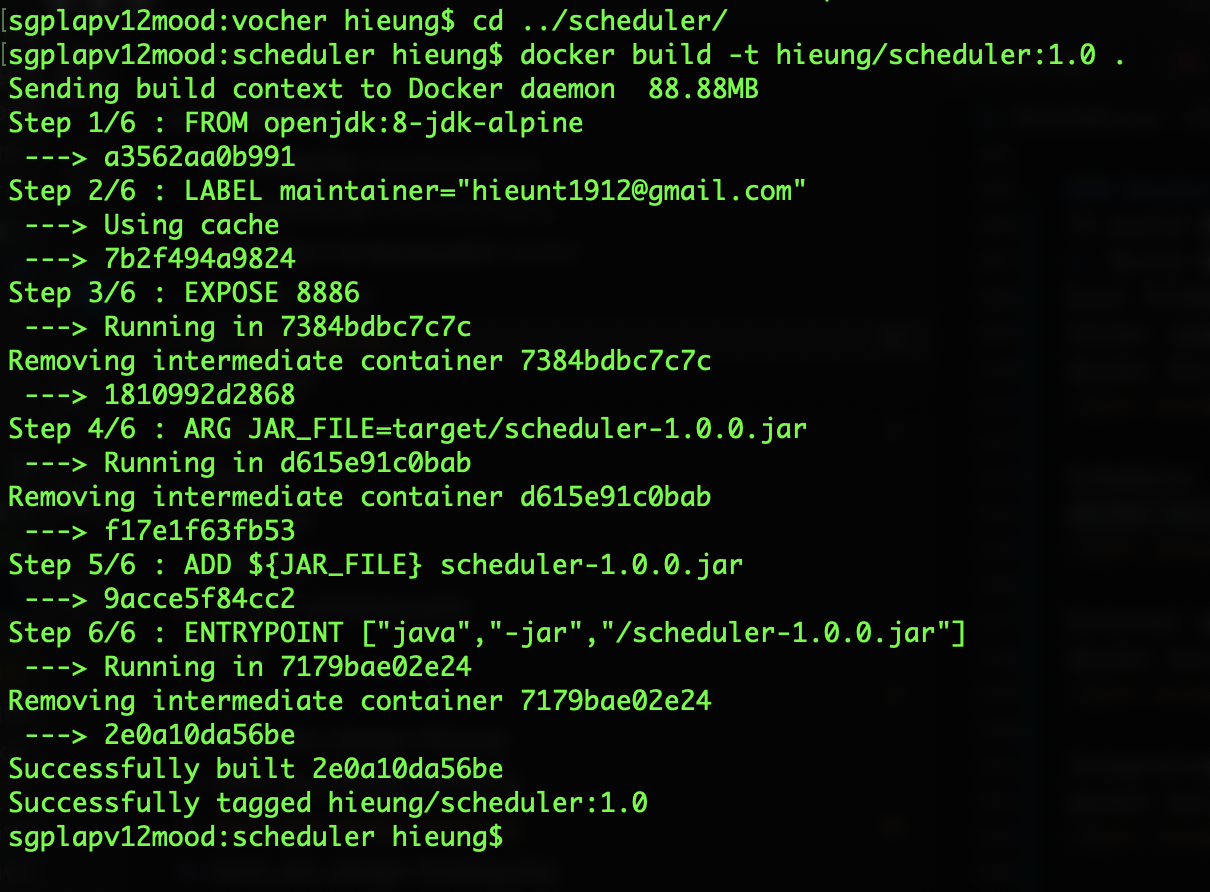 [sgplapv12mood:vocher hieung$ cd ../scheduler/
[sgplapv12mood:scheduler hieung$ docker build -t hieung/scheduler:1.0 .
Sending build context to Docker daemon  88.88MB
Step 1/6 : FROM openjdk:8-jdk-alpine
 ---> a3562aa0b991
Step 2/6 : LABEL maintainer="hieunt1912@gmail.com"
 ---> Using cache
 ---> 7b2f494a9824
Step 3/6 : EXPOSE 8886
 ---> Running in 7384bdbc7c7c
Removing intermediate container 7384bdbc7c7c
 ---> 1810992d2868
Step 4/6 : ARG JAR_FILE=target/scheduler-1.0.0.jar
 ---> Running in d615e91c0bab
Removing intermediate container d615e91c0bab
 ---> f17e1f63fb53
Step 5/6 : ADD ${JAR_FILE} scheduler-1.0.0.jar
 ---> 9acce5f84cc2
Step 6/6 : ENTRYPOINT ["java","-jar","/scheduler-1.0.0.jar"]
 ---> Running in 7179bae02e24
Removing intermediate container 7179bae02e24
 ---> 2e0a10da56be
Successfully built 2e0a10da56be
Successfully tagged hieung/scheduler:1.0
sgplapv12mood:scheduler hieung$